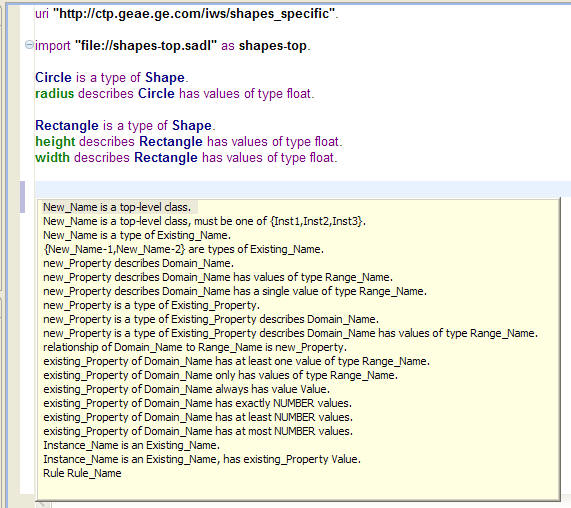 uri "http://ctp.geae.ge.com/iws/shapes_specific".
import "file://shapes-top.sadl" as shapes-top.
Circle is a type of Shape.
radius describes Circle has values of type float.
Rectangle is a type of Shape.
height describes Rectangle has values of type float.
width describes Rectangle has values of type float.
New_Name is a top-level class.
New_Name is a top-level class, must be one of {Inst1,Inst2,Inst3}.
New_Name is a type of Existing_Name.
{New_Name-1,New_Name-2} are types of Existing_Name.
new_Property describes Domain_Name.
new_Property describes Domain_Name has values of type Range_Name.
new_Property describes Domain_Name has a single value of type Range_Name.
new_Property is a type of Existing_Property.
new_Property is a type of Existing_Property describes Domain_Name.
new_Property is a type of Existing_Property describes Domain_Name has values of type Range_Name.
relationship of Domain_Name to Range_Name is new_Property.
existing_Property of Domain_Name has at least one value of type Range_Name.
existing_Property of Domain_Name only has values of type Range_Name.
existing_Property of Domain_Name always has value Value.
existing_Property of Domain_Name has exactly NUMBER values.
existing_Property of Domain_Name has at least NUMBER values.
existing_Property of Domain_Name has at most NUMBER values.
Instance_Name is an Existing_Name.
Instance_Name is an Existing_Name, has existing_Property Value.
Rule Rule_Name